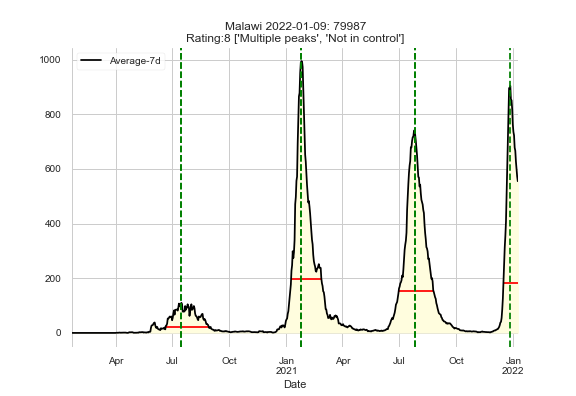 Malawi 2022-01-09: 79987
Rating:8 ['Multiple peaks', 'Not in control']
Average-7d
1000
800
600
400
200
0
Apr Jul Oct Jan Apr Jul Oct Jan
2021 2022
Date